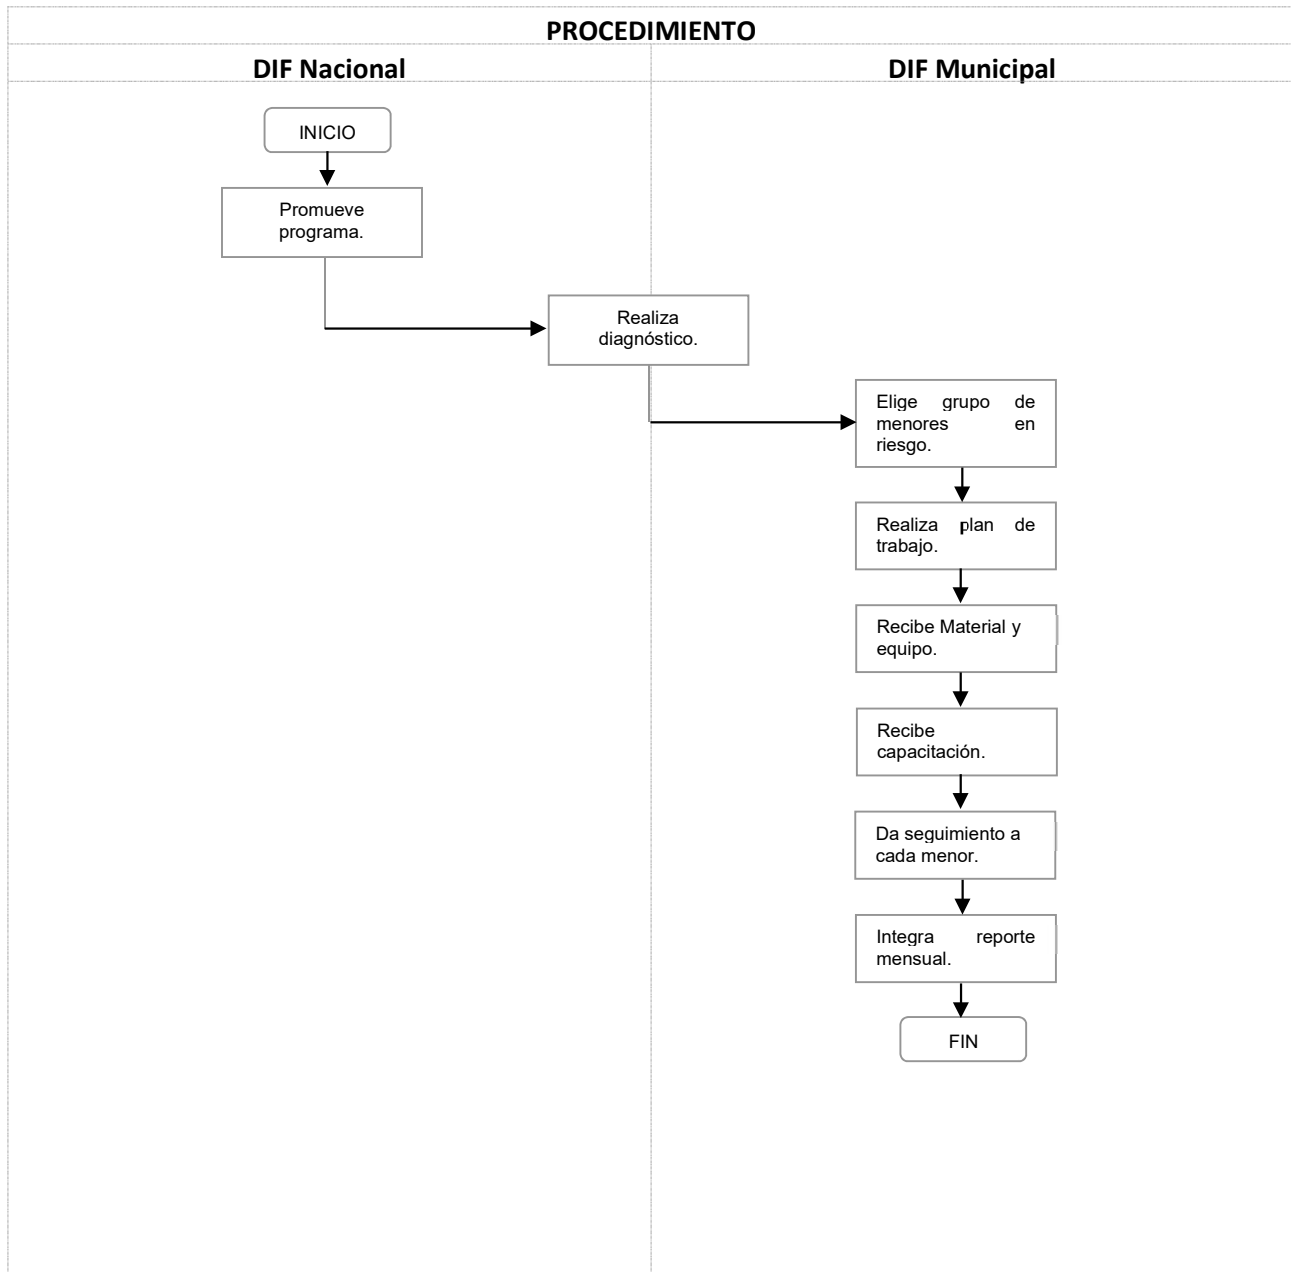 PROCEDIMIENTO
DIF Nacional
DIF Municipal
INICIO
Promueve
programa.
Realiza
diagnóstico.
Elige grupo de
menores en
riesgo.
Realiza plan de
trabajo.
Recibe Material y
equipo.
Recibe
capacitación.
Da seguimiento a
cada menor.
Integra reporte
mensual.
FIN